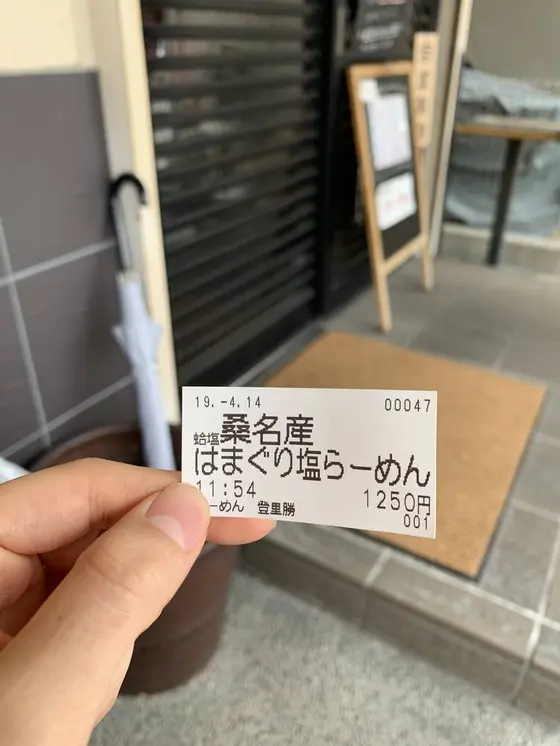 19.-4.14 00047
蛤塩桑名産
はまぐり塩らーめん
11:54 1250円
ーめん 登里勝 001